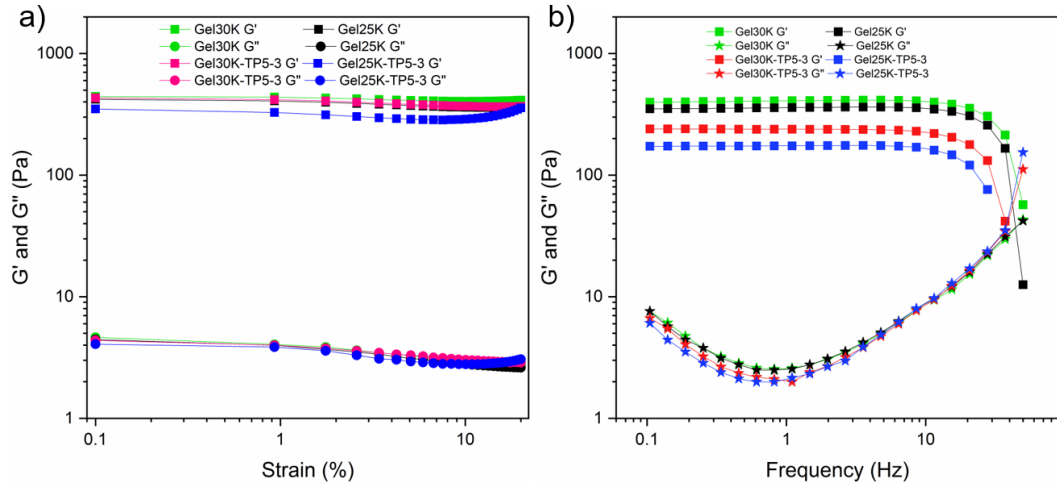 a)
Gel30K G' Gel25K G'
Gel30K G" Gel25K G"
Gel30K-TP5-3 G' Gel25K-TP5-3 G'
Gel30K-TP5-3 G" Gel25K-TP5-3 G"
1000
100
10
1
G' and G" (Pa)
0.1 1 10
Strain (%)
b)
Gel30K G' Gel25K G'
Gel30K G" Gel25K G"
Gel30K-TP5-3 G' Gel25K-TP5-3
Gel30K-TP5-3 G" Gel25K-TP5-3
1000
100
10
1
G' and G" (Pa)
0.1 1 10
Frequency (Hz)